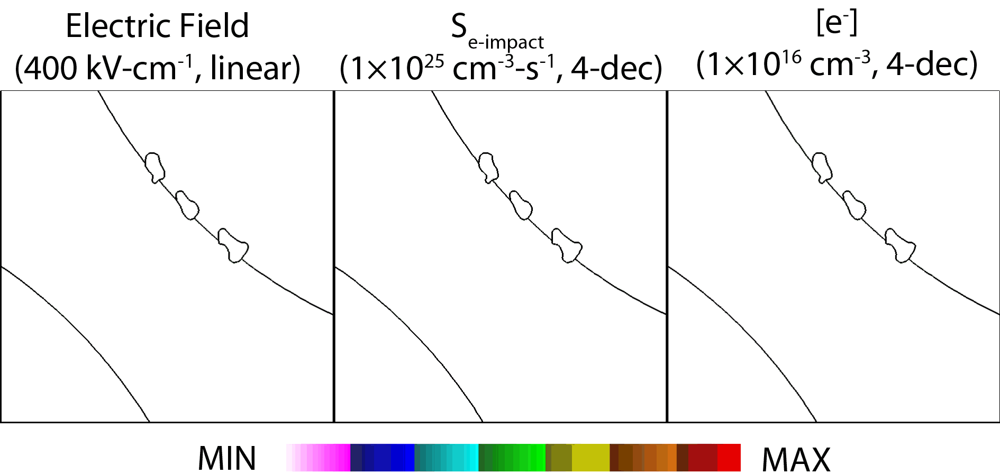 Electric Field
(400 kV-cm⁻¹, linear)
Sₑ₋ᵢₘₚₐcₜ
(1×10²⁵ cm⁻³-s⁻¹, 4-dec)
[e⁻]
(1×10¹⁶ cm⁻³, 4-dec)
MIN
MAX